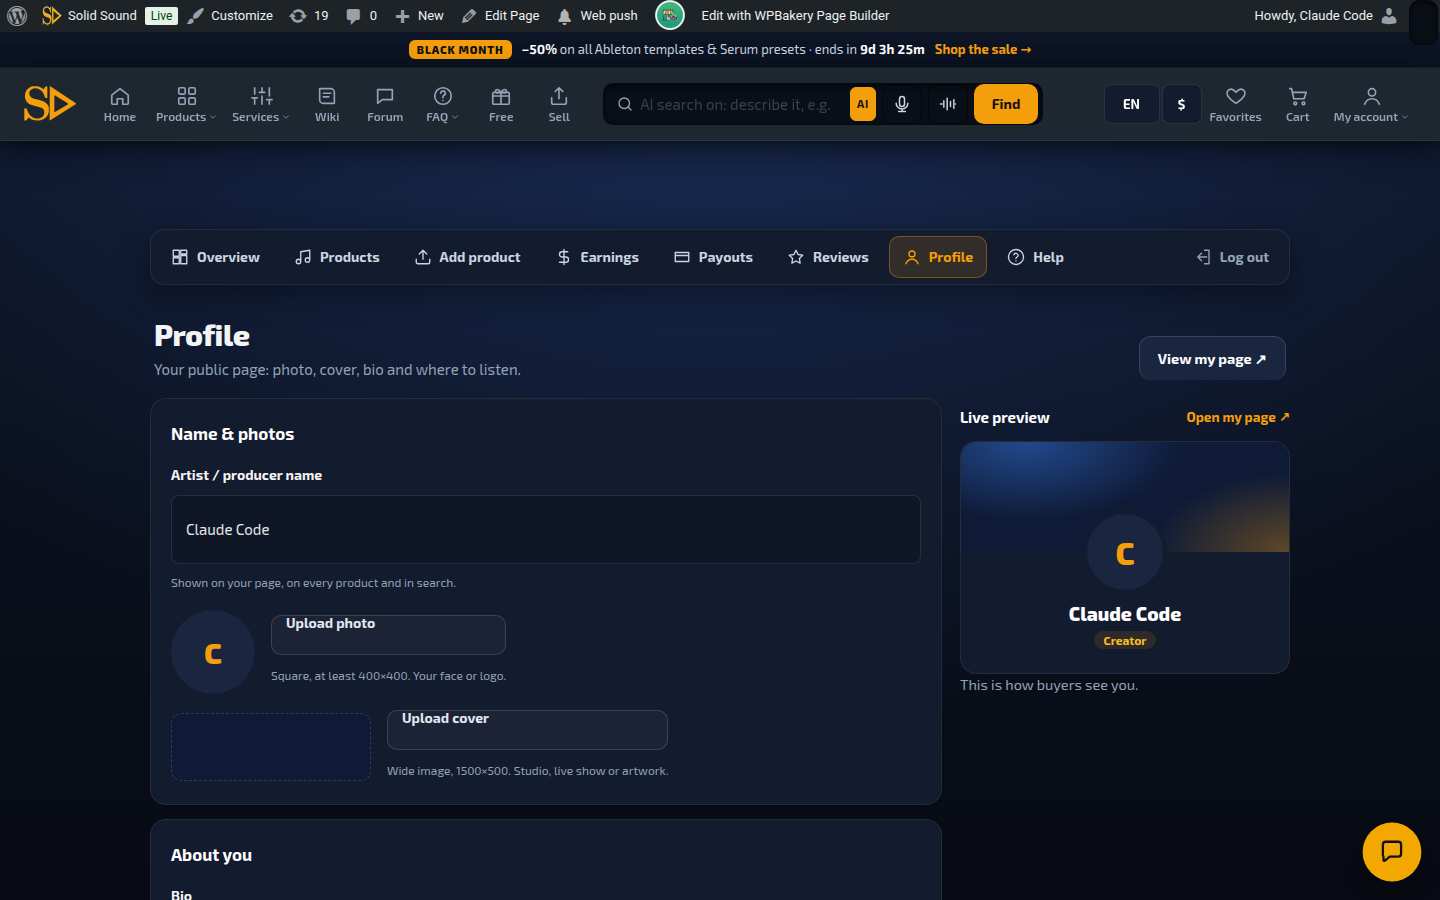 Solid Sound Live Customize 19 0 New Edit Page Web push Edit with WPBakery Page Builder Howdy, Claude Code
BLACK MONTH −50% on all Ableton templates & Serum presets · ends in 9d 3h 25m Shop the sale →
SD Home Products Services Wiki Forum FAQ Free Sell AI search on: describe it, e.g. AI Find EN $ Favorites Cart My account
Overview Products Add product Earnings Payouts Reviews Profile Help Log out
Profile
Your public page: photo, cover, bio and where to listen.
View my page ↗
Name & photos
Artist / producer name
Claude Code
Shown on your page, on every product and in search.
C
Upload photo
Square, at least 400×400. Your face or logo.
Upload cover
Wide image, 1500×500. Studio, live show or artwork.
Live preview Open my page ↗
C
Claude Code
Creator
This is how buyers see you.
About you
Bio